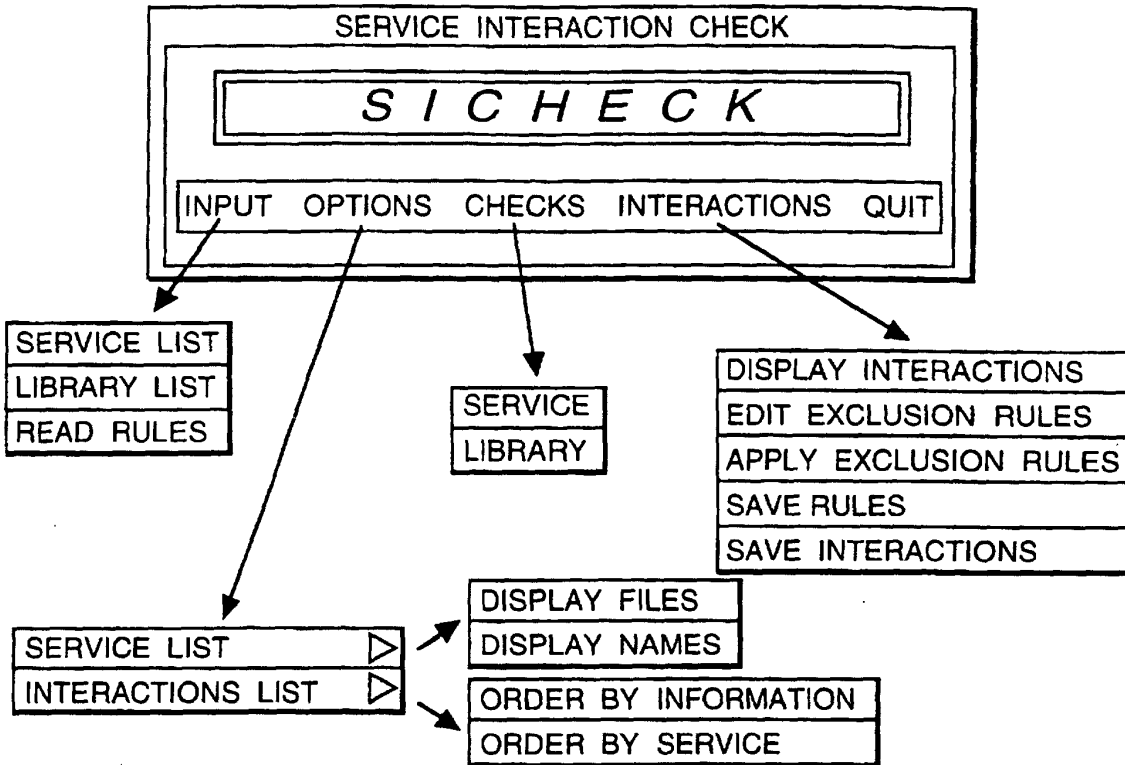 SERVICE INTERACTION CHECK
S I C H E C K
INPUT OPTIONS CHECKS INTERACTIONS QUIT
SERVICE LIST
LIBRARY LIST
READ RULES
SERVICE
LIBRARY
DISPLAY INTERACTIONS
EDIT EXCLUSION RULES
APPLY EXCLUSION RULES
SAVE RULES
SAVE INTERACTIONS
SERVICE LIST
INTERACTIONS LIST
DISPLAY FILES
DISPLAY NAMES
ORDER BY INFORMATION
ORDER BY SERVICE